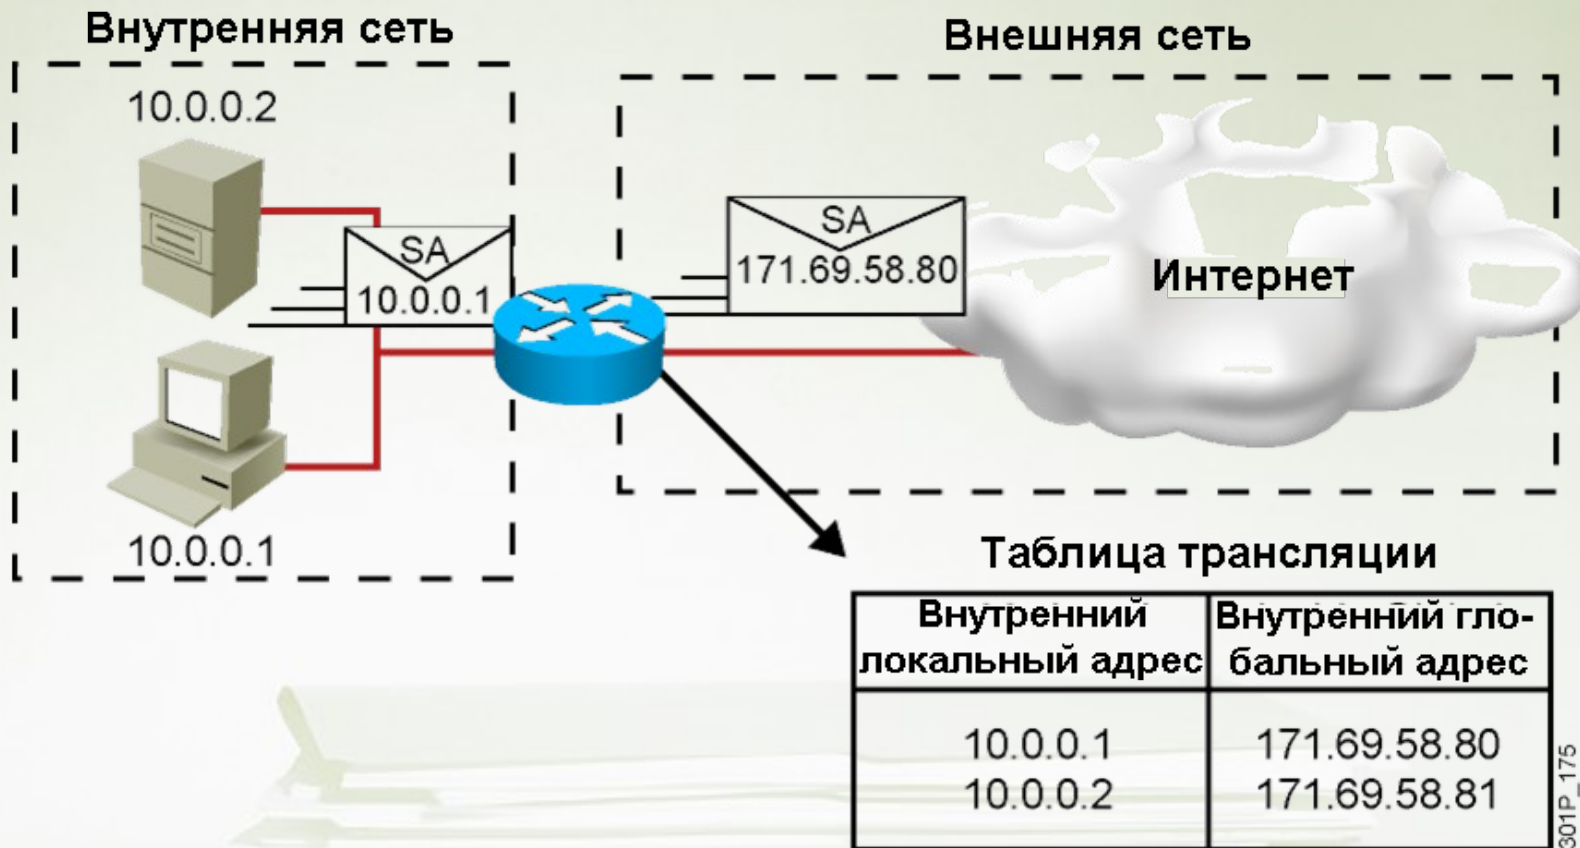 Внутренняя сеть
Внешняя сеть
10.0.0.2
SA
10.0.0.1
SA
171.69.58.80
Интернет
10.0.0.1
Таблица трансляции
Внутренний
локальный адрес
Внутренний гло-
бальный адрес
10.0.0.1
171.69.58.80
10.0.0.2
171.69.58.81
301P_175